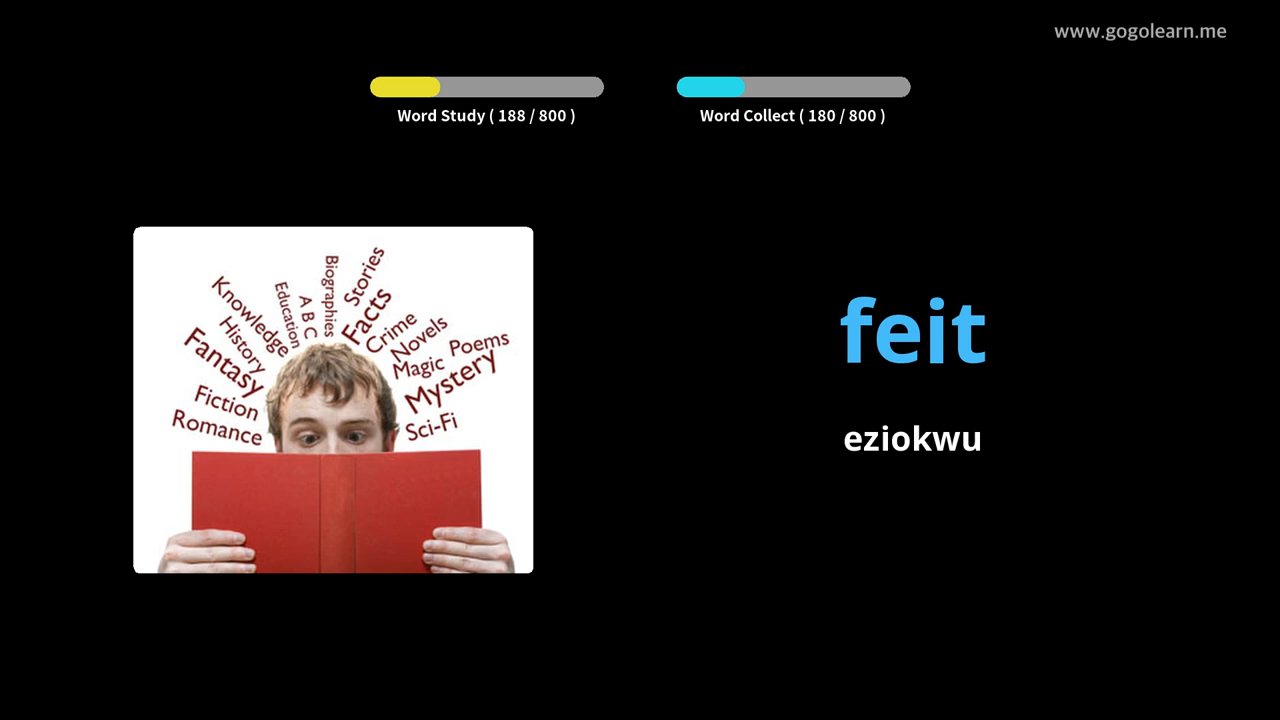 www.gogolearn.me
Word Study ( 188 / 800 )
Word Collect ( 180 / 800 )
feit
eziokwu
Romance
Fiction
Fantasy
History
Knowledge
Education
A B C
Biographies
Stories
Facts
Crime
Novels
Magic
Poems
Mystery
Sci-Fi